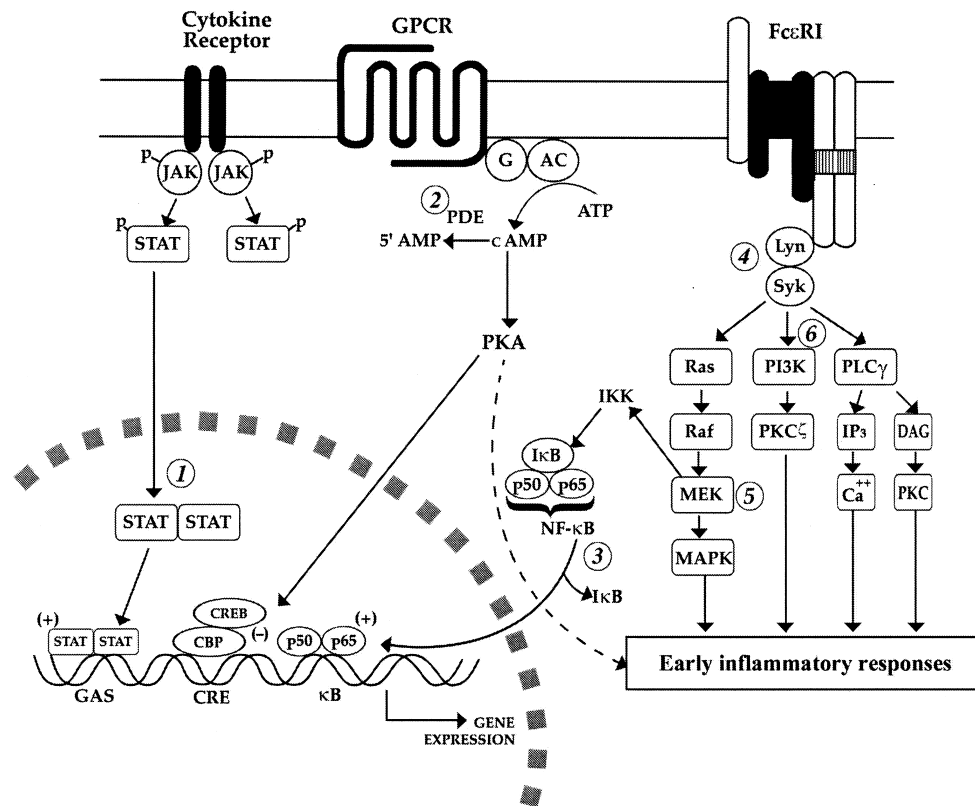 Cytokine
Receptor
GPCR
FcεRI
p
JAK
JAK
p
G
AC
p
STAT
STAT
p
2
PDE
ATP
5' AMP
cAMP
Lyn
4
Syk
PKA
6
Ras
PI3K
PLCγ
IKK
Raf
PKCζ
IP3
DAG
IκB
p50
p65
MEK
5
Ca++
PKC
1
STAT
STAT
NF-κB
3
MAPK
IκB
(+)
CREB
(+)
STAT
STAT
CBP
(-)
p50
p65
Early inflammatory responses
GAS
CRE
κB
GENE
EXPRESSION